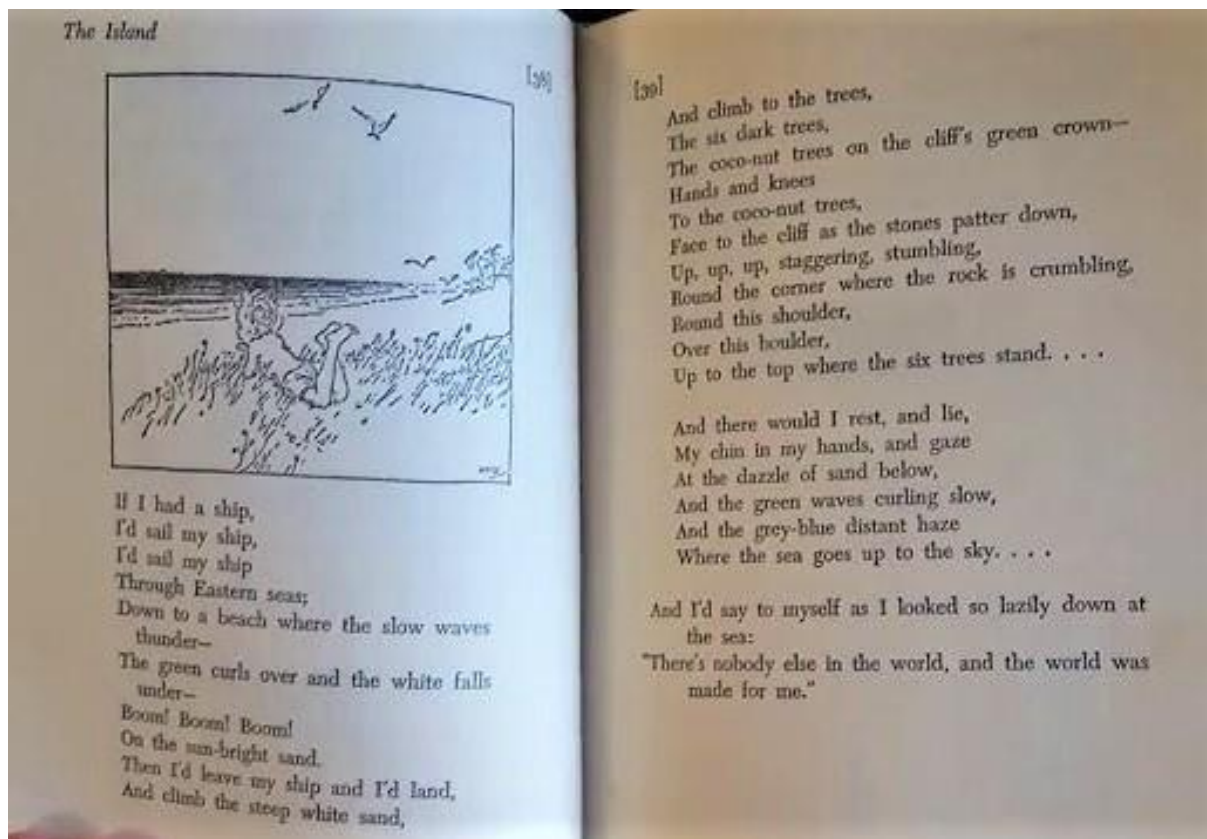 The Island
[38]
If I had a ship,
I'd sail my ship,
I'd sail my ship
Through Eastern seas;
Down to a beach where the slow waves
thunder—
The green curls over and the white falls
under—
Boom! Boom! Boom!
On the sun-bright sand.
Then I'd leave my ship and I'd land,
And climb the steep white sand,
[39]
And climb to the trees,
The six dark trees,
The coco-nut trees on the cliff's green crown—
Hands and knees
To the coco-nut trees,
Face to the cliff as the stones patter down,
Up, up, up, staggering, stumbling,
Round the corner where the rock is crumbling,
Round this shoulder,
Over this boulder,
Up to the top where the six trees stand. . . .
And there would I rest, and lie,
My chin in my hands, and gaze
At the dazzle of sand below,
And the green waves curling slow,
And the grey-blue distant haze
Where the sea goes up to the sky. . . .
And I'd say to myself as I looked so lazily down at
the sea:
"There's nobody else in the world, and the world was
made for me."